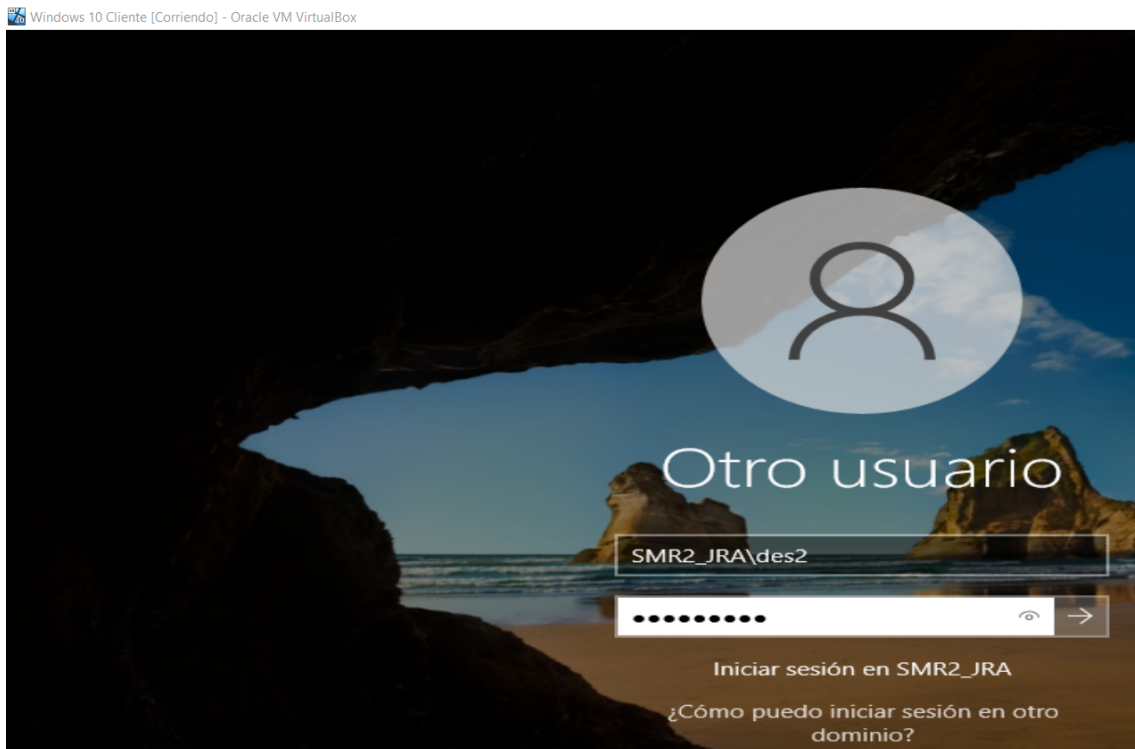 Windows 10 Cliente [Corriendo] - Oracle VM VirtualBox
Otro usuario
SMR2_JRA\des2
•••••••••
Iniciar sesión en SMR2_JRA
¿Cómo puedo iniciar sesión en otro
dominio?